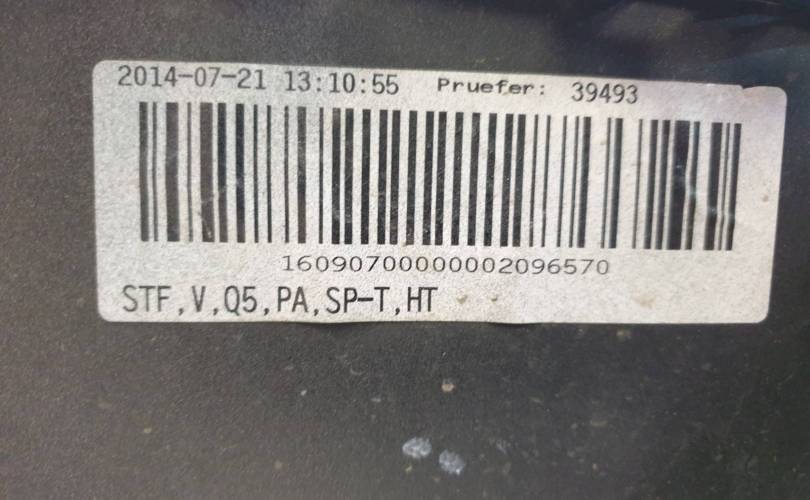 2014-07-21 13:10:55 Pruefer: 39493
16090700000002096570
STF,V,Q5,PA,SP-T,HT